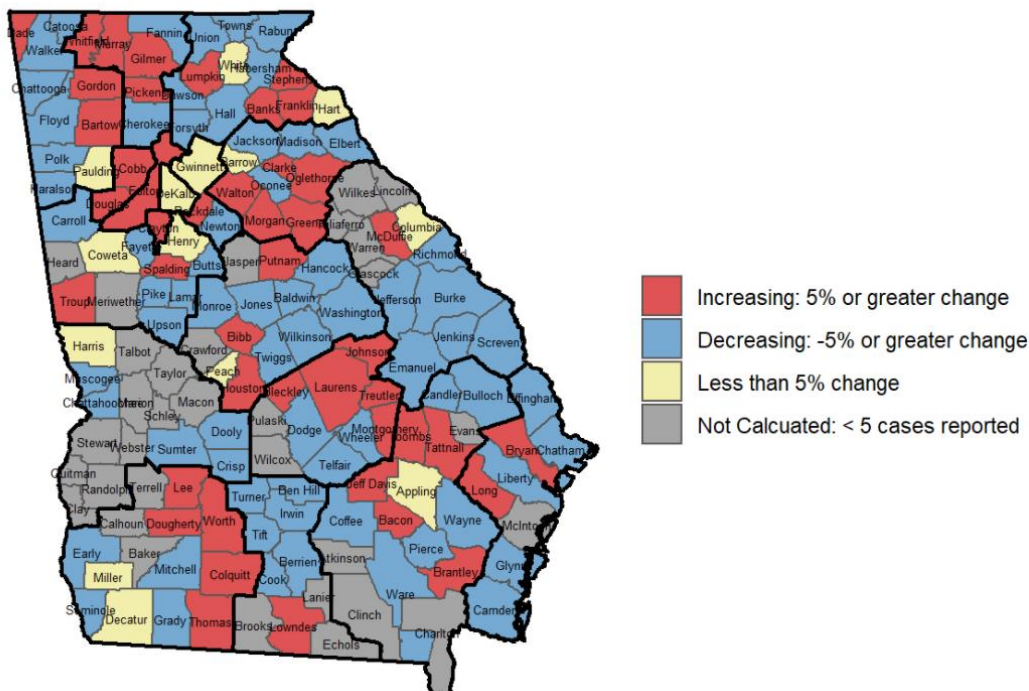 Dade
Catoosa
Whitfield
Murray
Fannin
Union
Towns
Rabun
Walker
Gilmer
Lumpkin
White
Habersham
Stephens
Chattooga
Gordon
Pickens
Dawson
Hall
Banks
Franklin
Hart
Floyd
Bartow
Cherokee
Forsyth
Jackson
Madison
Elbert
Polk
Paulding
Cobb
Gwinnett
Barrow
Clarke
Oconee
Oglethorpe
Wilkes
Lincoln
Haralson
Douglas
Fulton
DeKalb
Walton
Rockdale
Newton
Morgan
Greene
Taliaferro
McDuffie
Columbia
Carroll
Clayton
Henry
Fayette
Coweta
Spalding
Butts
Jasper
Putnam
Hancock
Warren
Glascock
Richmond
Heard
Troup
Meriwether
Pike
Lamar
Monroe
Jones
Baldwin
Washington
Jefferson
Burke
Upson
Harris
Talbot
Crawford
Bibb
Twiggs
Wilkinson
Johnson
Jenkins
Screven
Muscogee
Taylor
Peach
Houston
Bleckley
Laurens
Treutlen
Emanuel
Candler
Bulloch
Effingham
Chattahoochee
Marion
Macon
Schley
Pulaski
Dodge
Montgomery
Wheeler
Toombs
Tattnall
Evans
Bryan
Chatham
Stewart
Webster
Sumter
Dooly
Crisp
Wilcox
Telfair
Liberty
Long
Quitman
Randolph
Terrell
Lee
Turner
Ben Hill
Jeff Davis
Appling
Clay
Calhoun
Dougherty
Worth
Irwin
Coffee
Bacon
Wayne
McIntosh
Early
Baker
Mitchell
Tift
Berrien
Atkinson
Pierce
Brantley
Glynn
Miller
Colquitt
Cook
Ware
Camden
Seminole
Decatur
Grady
Thomas
Brooks
Lowndes
Lanier
Echols
Clinch
Charlton
Increasing: 5% or greater change
Decreasing: -5% or greater change
Less than 5% change
Not Calcuated: < 5 cases reported